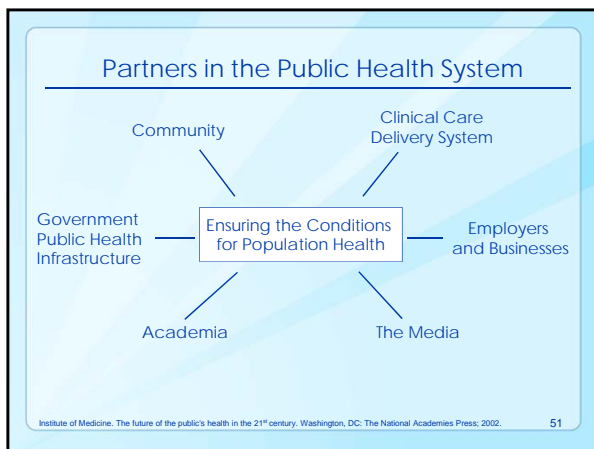 Partners in the Public Health System
Community
Clinical Care
Delivery System
Government
Public Health
Infrastructure
Ensuring the Conditions
for Population Health
Employers
and Businesses
Academia
The Media
Institute of Medicine. The future of the public's health in the 21st century. Washington, DC: The National Academies Press; 2002.
51